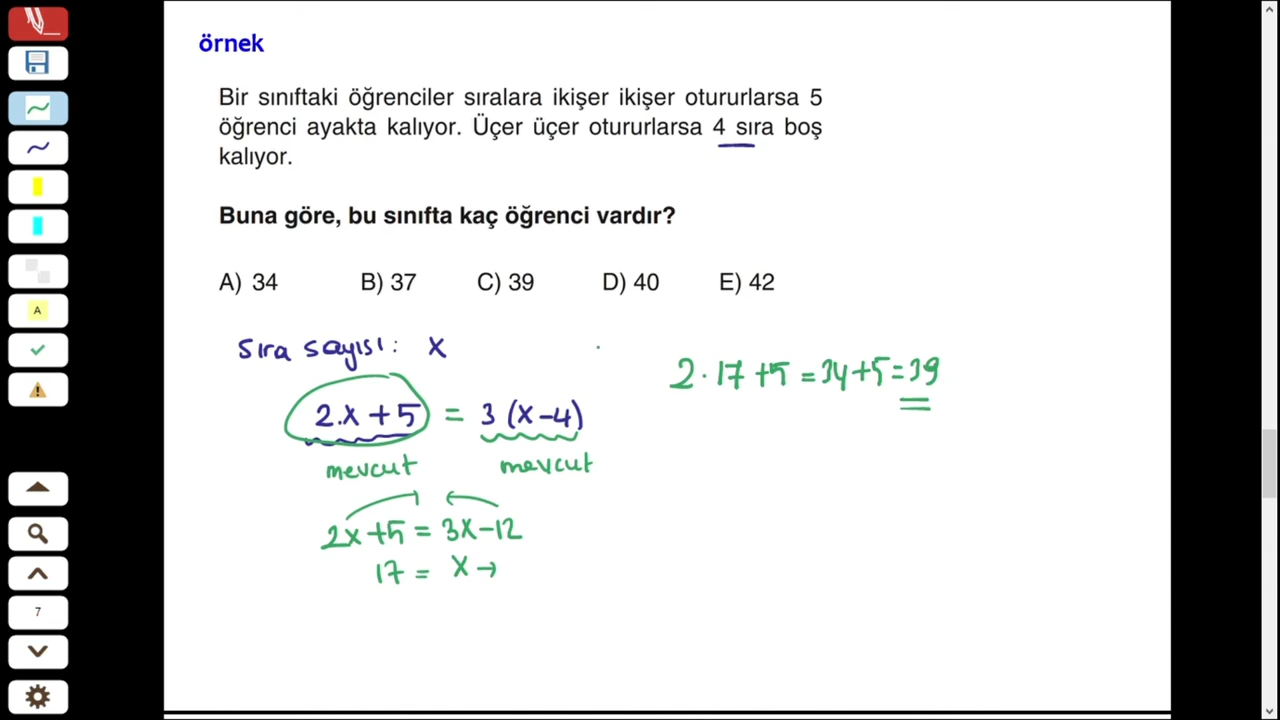 örnek
Bir sınıftaki öğrenciler sıralara ikişer ikişer otururlarsa 5
öğrenci ayakta kalıyor. Üçer üçer otururlarsa 4 sıra boş
kalıyor.
Buna göre, bu sınıfta kaç öğrenci vardır?
A) 34 B) 37 C) 39 D) 40 E) 42
Sıra sayısı: x
2.x+5 = 3(x-4)
mevcut mevcut
2x+5 = 3x-12
17 = x →
2.17+5=34+5=39
A
7